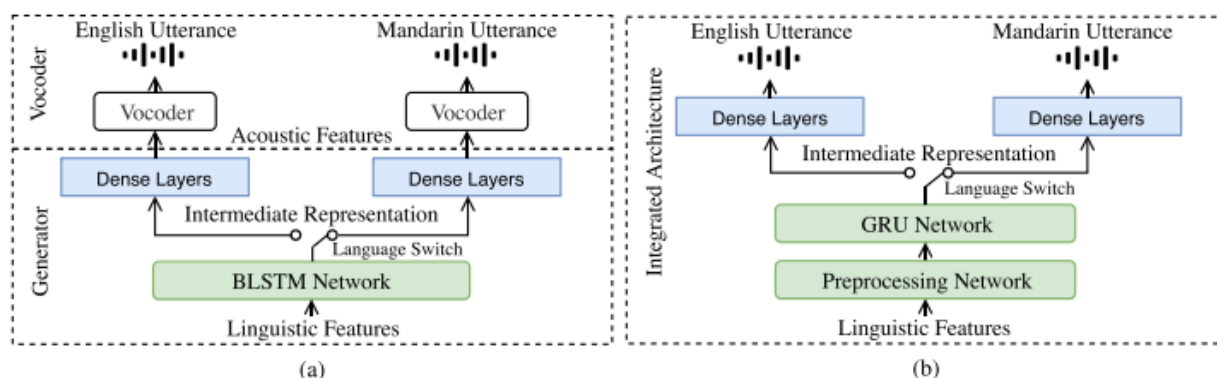 English Utterance
Mandarin Utterance
Vocoder
Vocoder
Vocoder
Acoustic Features
Dense Layers
Dense Layers
Intermediate Representation
Language Switch
Generator
BLSTM Network
Linguistic Features
(a)
English Utterance
Mandarin Utterance
Dense Layers
Dense Layers
Intermediate Representation
Language Switch
Integrated Architecture
GRU Network
Preprocessing Network
Linguistic Features
(b)